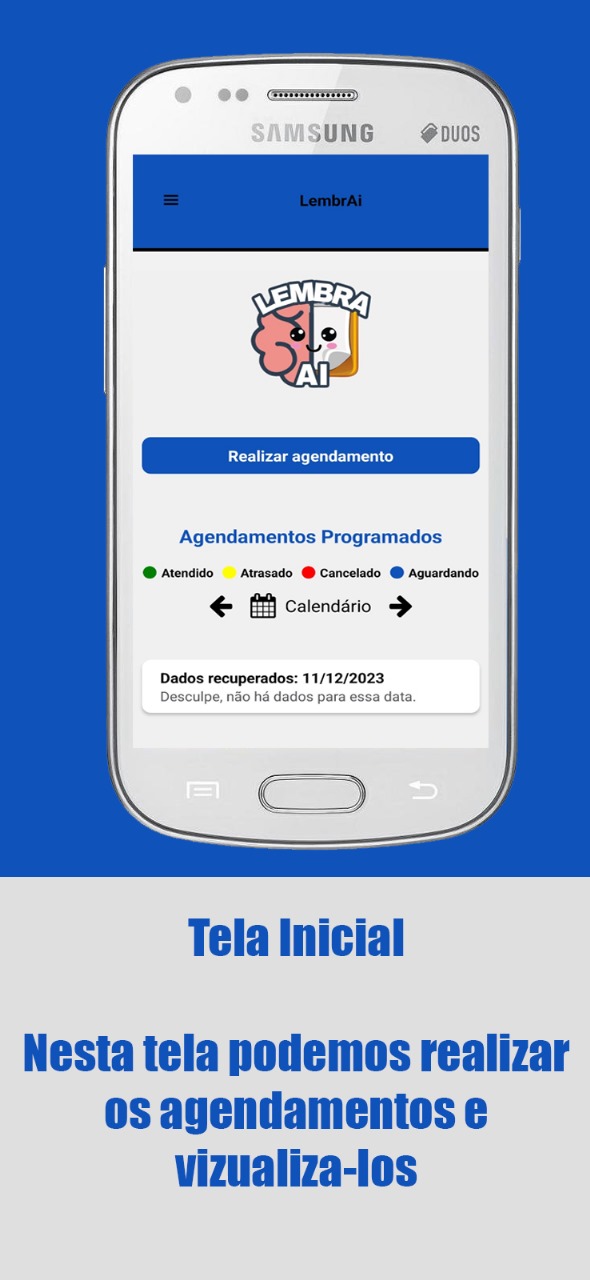 SAMSUNG DUOS
LembrAi
LEMBRA
AI
Realizar agendamento
Agendamentos Programados
Atendido Atrasado Cancelado Aguardando
Calendário
Dados recuperados: 11/12/2023
Desculpe, não há dados para essa data.
Tela Inicial
Nesta tela podemos realizar
os agendamentos e
vizualiza-los